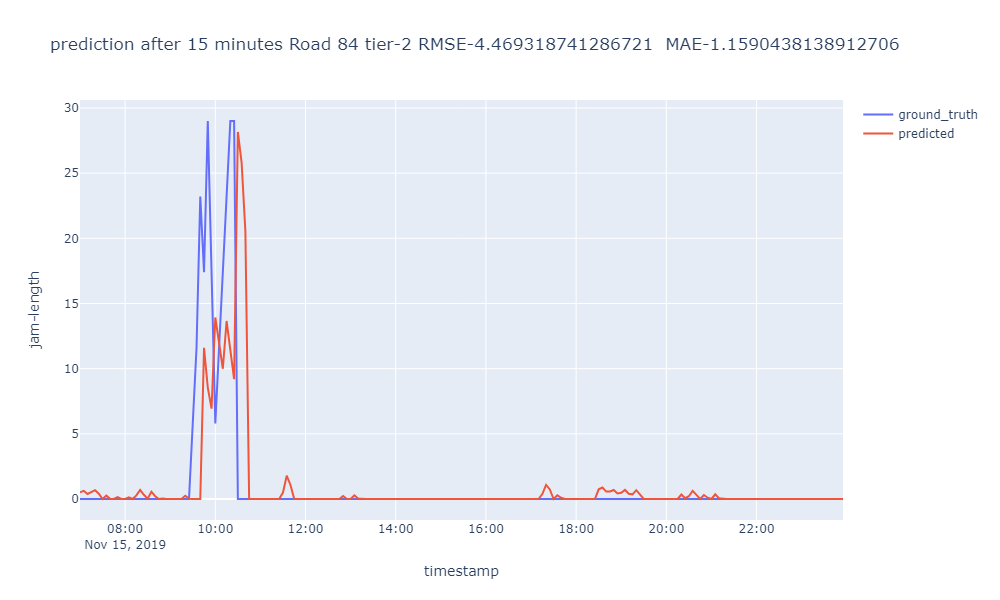 prediction after 15 minutes Road 84 tier-2 RMSE-4.469318741286721  MAE-1.1590438138912706
ground_truth
predicted
30
25
20
15
10
5
0
jam-length
08:00 10:00 12:00 14:00 16:00 18:00 20:00 22:00
Nov 15, 2019
timestamp